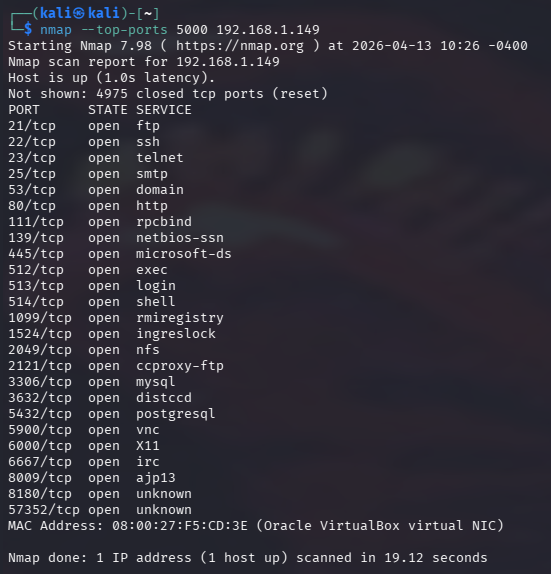 ┌──(kali㉿kali)-[~]
└─$ nmap --top-ports 5000 192.168.1.149
Starting Nmap 7.98 ( https://nmap.org ) at 2026-04-13 10:26 -0400
Nmap scan report for 192.168.1.149
Host is up (1.0s latency).
Not shown: 4975 closed tcp ports (reset)
PORT      STATE SERVICE
21/tcp    open  ftp
22/tcp    open  ssh
23/tcp    open  telnet
25/tcp    open  smtp
53/tcp    open  domain
80/tcp    open  http
111/tcp   open  rpcbind
139/tcp   open  netbios-ssn
445/tcp   open  microsoft-ds
512/tcp   open  exec
513/tcp   open  login
514/tcp   open  shell
1099/tcp  open  rmiregistry
1524/tcp  open  ingreslock
2049/tcp  open  nfs
2121/tcp  open  ccproxy-ftp
3306/tcp  open  mysql
3632/tcp  open  distccd
5432/tcp  open  postgresql
5900/tcp  open  vnc
6000/tcp  open  X11
6667/tcp  open  irc
8009/tcp  open  ajp13
8180/tcp  open  unknown
57352/tcp open  unknown
MAC Address: 08:00:27:F5:CD:3E (Oracle VirtualBox virtual NIC)

Nmap done: 1 IP address (1 host up) scanned in 19.12 seconds